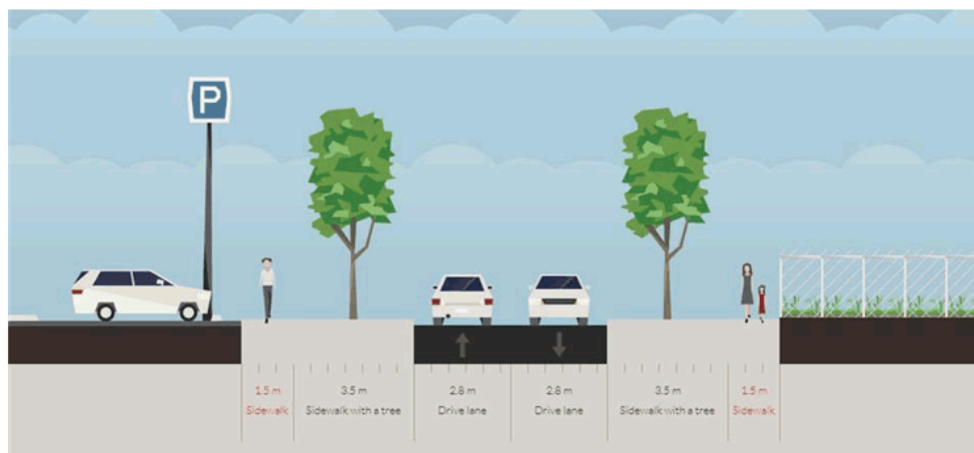 P
1.5 m
Sidewalk
3.5 m
Sidewalk with a tree
2.8 m
Drive lane
2.8 m
Drive lane
3.5 m
Sidewalk with a tree
1.5 m
Sidewalk